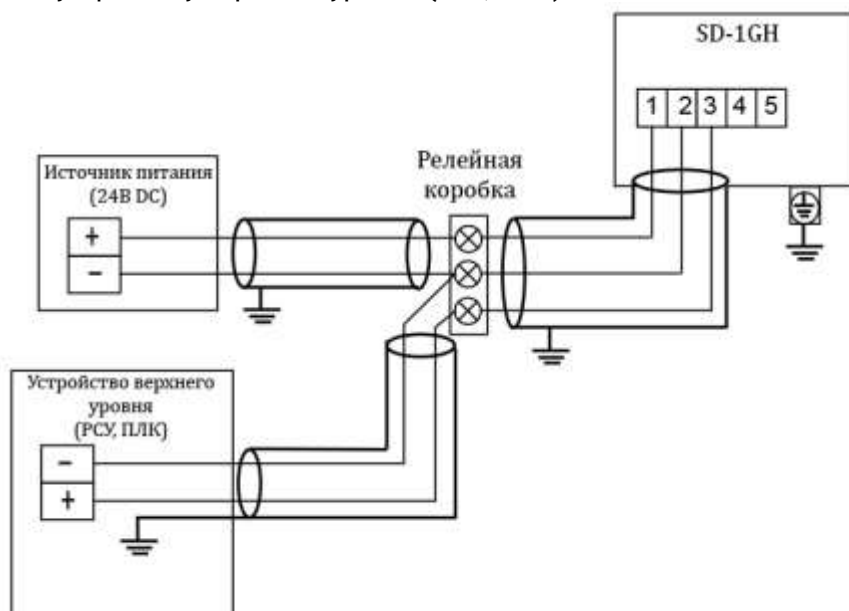 SD-1GH
1 2 3 4 5
Источник питания
(24В DC)
+
−
Релейная
коробка
Устройство верхнего
уровня
(РСУ, ПЛК)
−
+